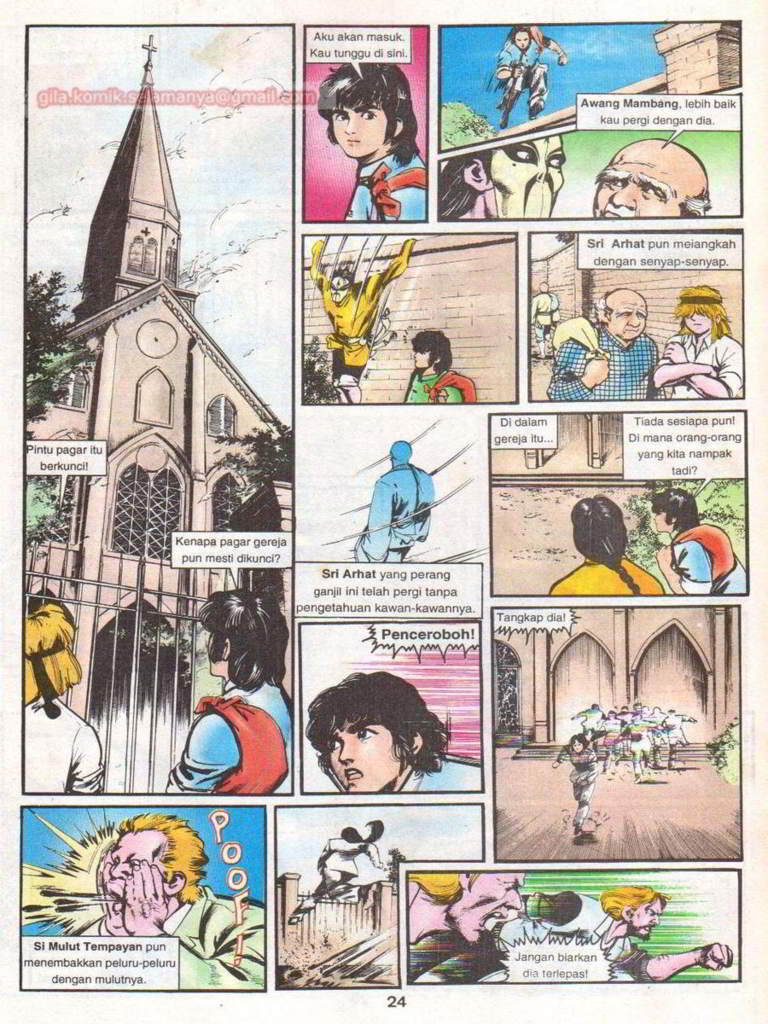 gila.komik.selamanya@gmail.com
Pintu pagar itu
berkunci!
Kenapa pagar gereja
pun mesti dikunci?
Aku akan masuk.
Kau tunggu di sini.
Awang Mambang, lebih baik
kau pergi dengan dia.
Sri Arhat pun meiangkah
dengan senyap-senyap.
Sri Arhat yang perang
ganjil ini telah pergi tanpa
pengetahuan kawan-kawannya.
Di dalam
gereja itu...
Tiada sesiapa pun!
Di mana orang-orang
yang kita nampak
tadi?
Penceroboh!
Tangkap dia!
POOF!!
Si Mulut Tempayan pun
menembakkan peluru-peluru
dengan mulutnya.
Jangan biarkan
dia terlepas!
24